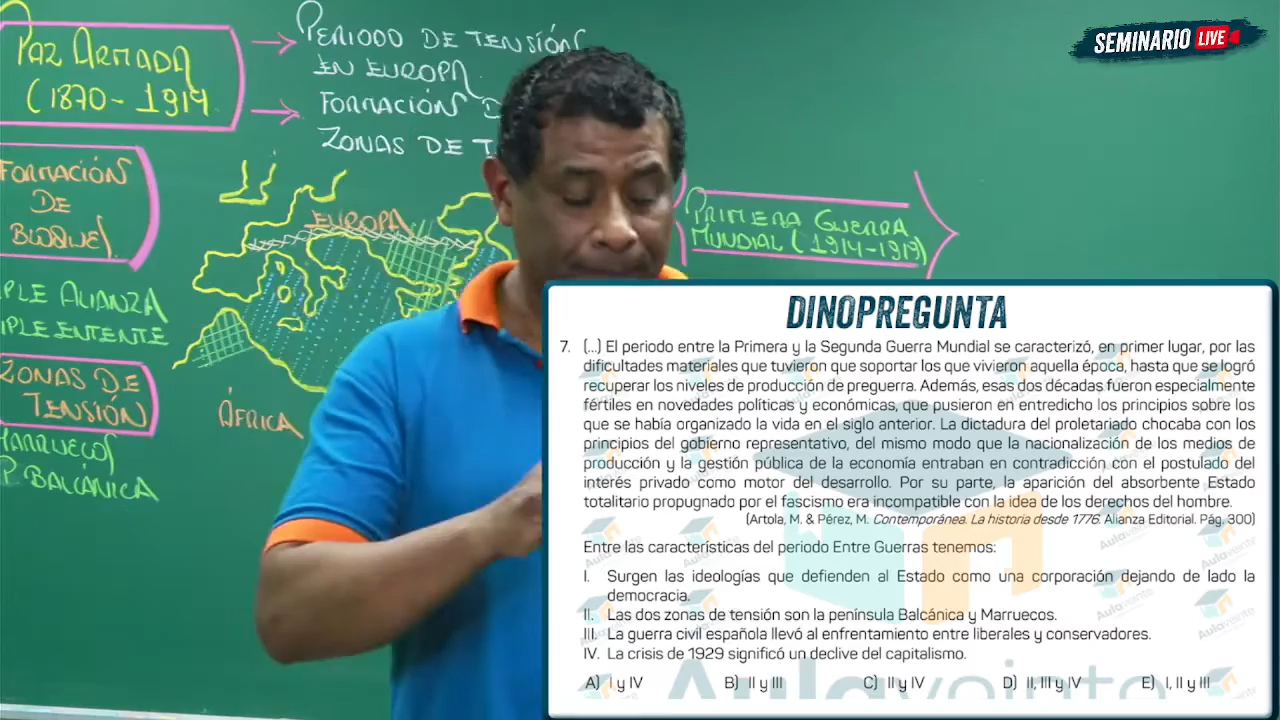 PAZ ARMADA
(1870-1914
PERIODO DE TENSIÓN
EN EUROPA.
FORMACIÓN D
ZONAS DE T
SEMINARIO LIVE
FORMACIÓN
DE
BLOQUES
PLE ALIANZA
IPLE ENTENTE
ZONAS DE
TENSIÓN
MARRUECOS
P. BALCÁNICA
EUROPA
ÁFRICA
PRIMERA GUERRA
MUNDIAL (1914-1919)
DINOPREGUNTA
7. (...) El periodo entre la Primera y la Segunda Guerra Mundial se caracterizó, en primer lugar, por las
dificultades materiales que tuvieron que soportar los que vivieron aquella época, hasta que se logró
recuperar los niveles de producción de preguerra. Además, esas dos décadas fueron especialmente
fértiles en novedades políticas y económicas, que pusieron en entredicho los principios sobre los
que se había organizado la vida en el siglo anterior. La dictadura del proletariado chocaba con los
principios del gobierno representativo, del mismo modo que la nacionalización de los medios de
producción y la gestión pública de la economía entraban en contradicción con el postulado del
interés privado como motor del desarrollo. Por su parte, la aparición del absorbente Estado
totalitario propugnado por el fascismo era incompatible con la idea de los derechos del hombre.
(Artola, M. & Pérez, M. Contemporánea. La historia desde 1776. Alianza Editorial. Pág. 300)
Entre las características del periodo Entre Guerras tenemos:
I. Surgen las ideologías que defienden al Estado como una corporación dejando de lado la
democracia.
II. Las dos zonas de tensión son la península Balcánica y Marruecos.
III. La guerra civil española llevó al enfrentamiento entre liberales y conservadores.
IV. La crisis de 1929 significó un declive del capitalismo.
A) I y IV B) II y III C) II y IV D) II, III y IV E) I, II y III